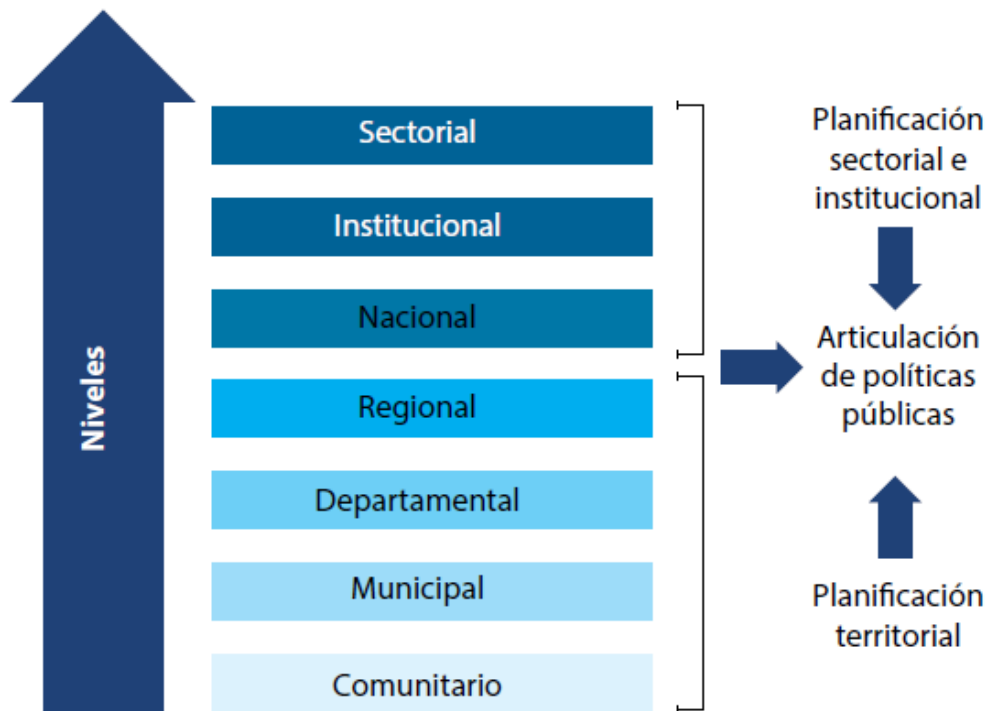 Niveles
Sectorial
Institucional
Nacional
Regional
Departamental
Municipal
Comunitario
Planificación
sectorial e
institucional
Articulación
de políticas
públicas
Planificación
territorial